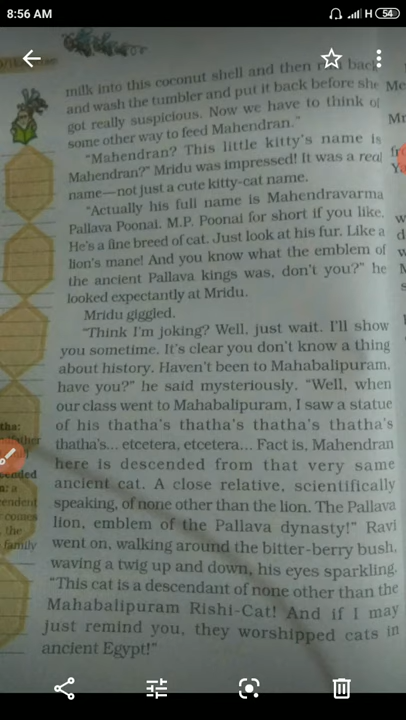 8:56 AM
H 54
milk into this coconut shell and then back
and wash the tumbler and put it back before she
got really suspicious. Now we have to think of
some other way to feed Mahendran."
"Mahendran? This little kitty's name is
Mahendran?" Mridu was impressed! It was a real
name—not just a cute kitty-cat name.
"Actually his full name is Mahendravarma
Pallava Poonai. M.P. Poonai for short if you like.
He's a fine breed of cat. Just look at his fur. Like a
lion's mane! And you know what the emblem of
the ancient Pallava kings was, don't you?" he
looked expectantly at Mridu.
Mridu giggled.
"Think I'm joking? Well, just wait. I'll show
you sometime. It's clear you don't know a thing
about history. Haven't been to Mahabalipuram,
have you?" he said mysteriously. "Well, when
our class went to Mahabalipuram, I saw a statue
of his thatha's thatha's thatha's thatha's
thatha's... etcetera, etcetera... Fact is, Mahendran
here is descended from that very same
ancient cat. A close relative, scientifically
speaking, of none other than the lion. The Pallava
lion, emblem of the Pallava dynasty!" Ravi
went on, walking around the bitter-berry bush,
waving a twig up and down, his eyes sparkling.
"This cat is a descendant of none other than the
Mahabalipuram Rishi-Cat! And if I may
just remind you, they worshipped cats in
ancient Egypt!"
tha:
ended
n: a
endent
comes
the
family